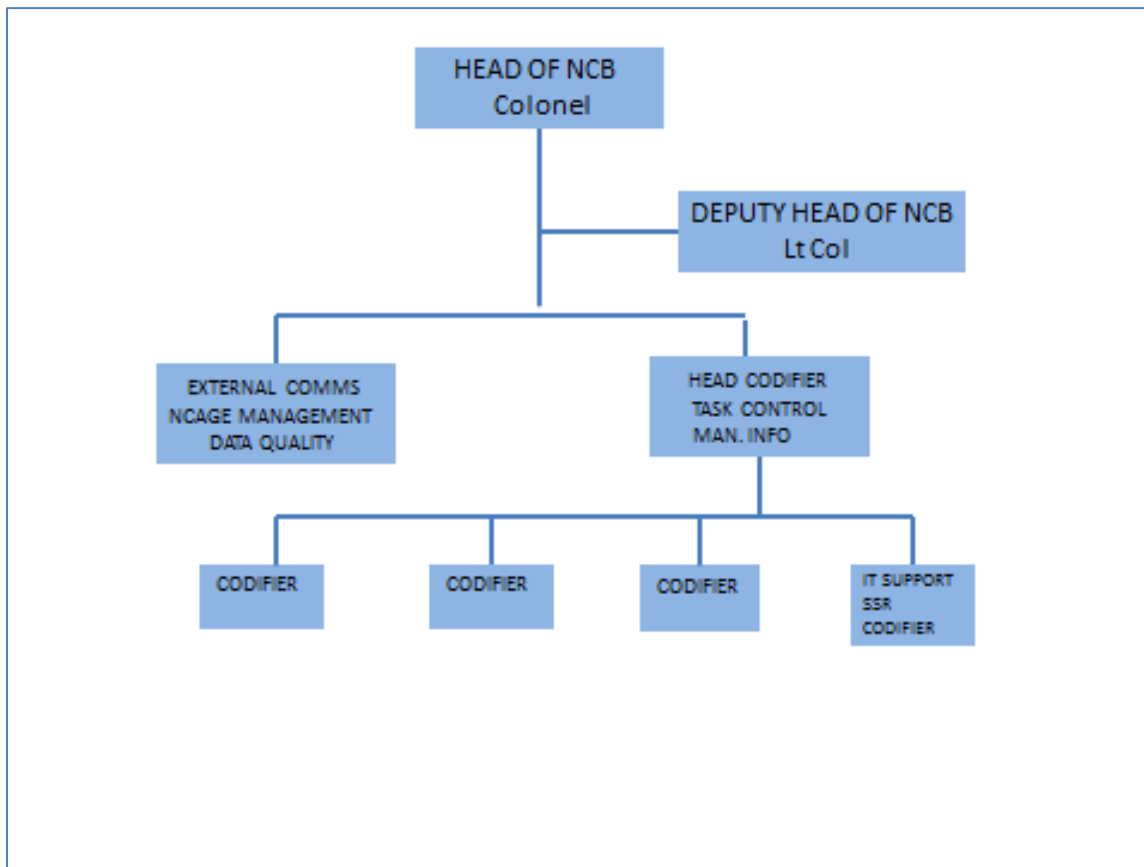 HEAD OF NCB
Colonel
DEPUTY HEAD OF NCB
Lt Col
EXTERNAL COMMS
NCAGE MANAGEMENT
DATA QUALITY
HEAD CODIFIER
TASK CONTROL
MAN. INFO
CODIFIER
CODIFIER
CODIFIER
IT SUPPORT
SSR
CODIFIER